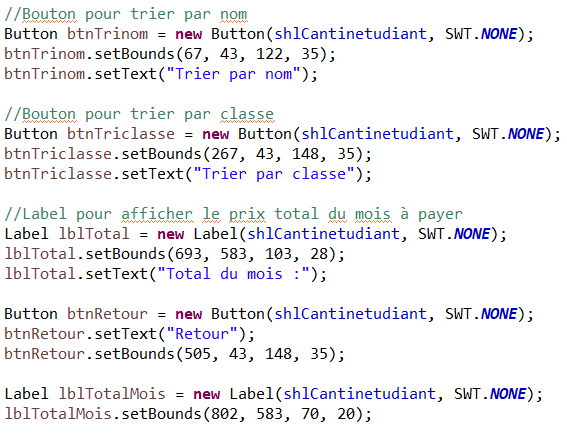 //Bouton pour trier par nom
Button btnTrinom = new Button(shlCantinetudiant, SWT.NONE);
btnTrinom.setBounds(67, 43, 122, 35);
btnTrinom.setText("Trier par nom");
//Bouton pour trier par classe
Button btnTriclasse = new Button(shlCantinetudiant, SWT.NONE);
btnTriclasse.setBounds(267, 43, 148, 35);
btnTriclasse.setText("Trier par classe");
//Label pour afficher le prix total du mois à payer
Label lblTotal = new Label(shlCantinetudiant, SWT.NONE);
lblTotal.setBounds(693, 583, 103, 28);
lblTotal.setText("Total du mois :");
Button btnRetour = new Button(shlCantinetudiant, SWT.NONE);
btnRetour.setText("Retour");
btnRetour.setBounds(505, 43, 148, 35);
Label lblTotalMois = new Label(shlCantinetudiant, SWT.NONE);
lblTotalMois.setBounds(802, 583, 70, 20);